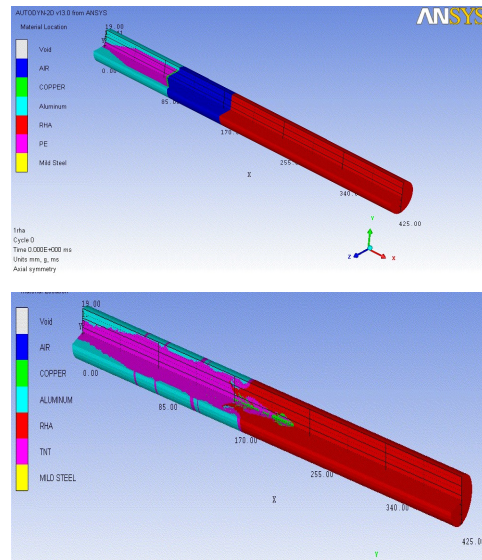 AUTODYN-2D v13.0 from ANSYS
ANSYS
Material Location
19.00
Void
AIR
COPPER
Aluminum
RHA
PE
Mild Steel
0.00
85.00
170.00
255.00
340.00
425.00
X
1rha
Cycle 0
Time 0.000E+000 ms
Units mm, g, ms
Axial symmetry
Y
Z
X
19.00
Void
AIR
COPPER
ALUMINUM
RHA
TNT
MILD STEEL
0.00
85.00
170.00
255.00
340.00
425.0
X
Y